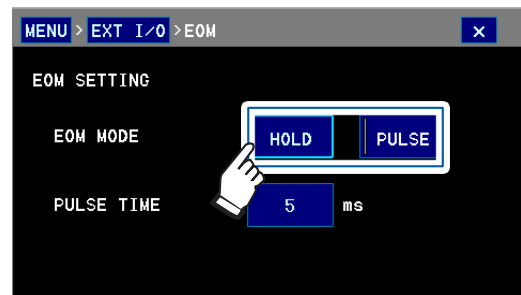 MENU > EXT I/O > EOM ×
EOM SETTING
EOM MODE HOLD PULSE
PULSE TIME 5 ms